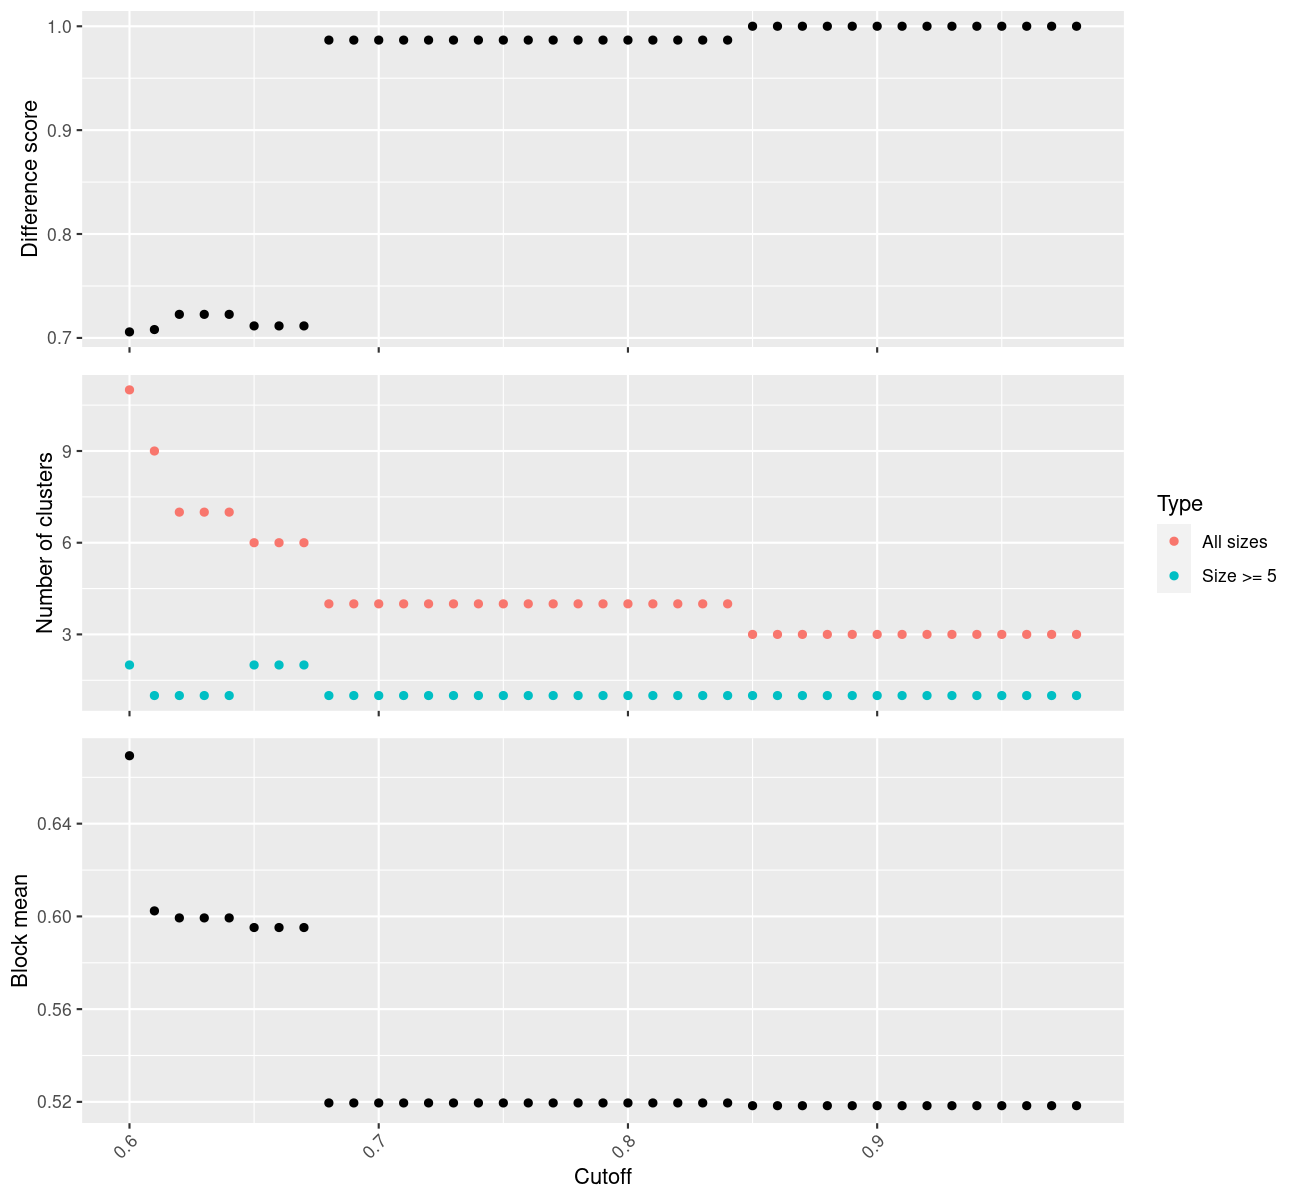 1.0
0.9
0.8
0.7
Difference score
9
6
3
Number of clusters
Type
All sizes
Size >= 5
0.64
0.60
0.56
0.52
Block mean
0.6
0.7
0.8
0.9
Cutoff